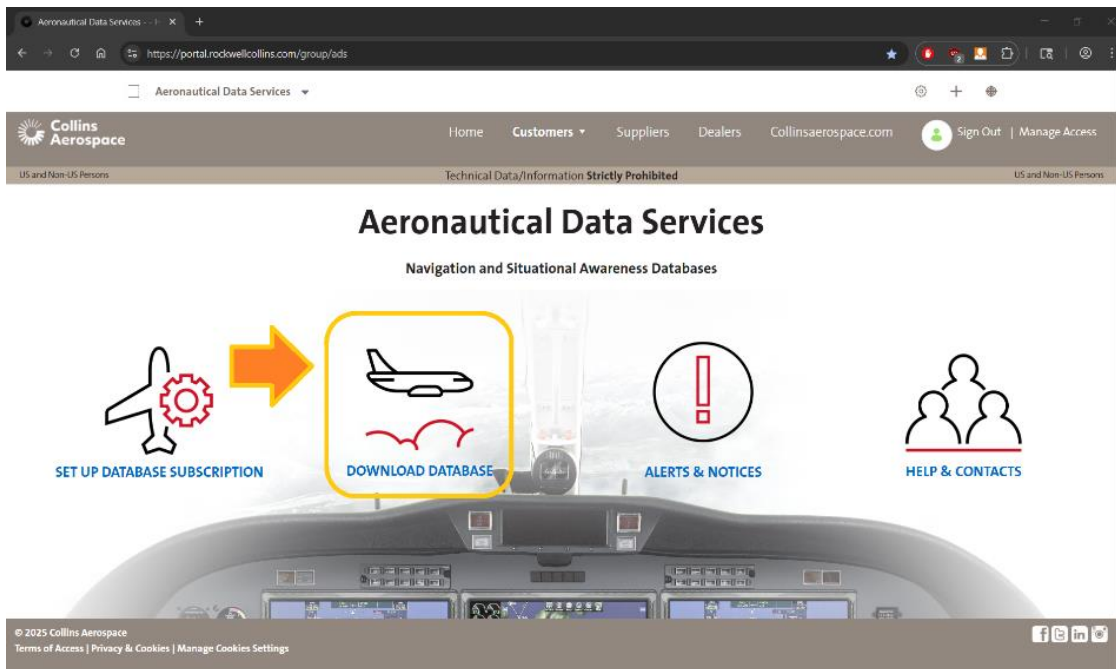 Aeronautical Data Services - - H
https://portal.rockwellcollins.com/group/ads
2
Aeronautical Data Services
Collins
Aerospace
Home Customers Suppliers Dealers Collinsaerospace.com Sign Out | Manage Access
US and Non-US Persons Technical Data/Information Strictly Prohibited US and Non-US Persons
Aeronautical Data Services
Navigation and Situational Awareness Databases
SET UP DATABASE SUBSCRIPTION DOWNLOAD DATABASE ALERTS & NOTICES HELP & CONTACTS
© 2025 Collins Aerospace
Terms of Access | Privacy & Cookies | Manage Cookies Settings